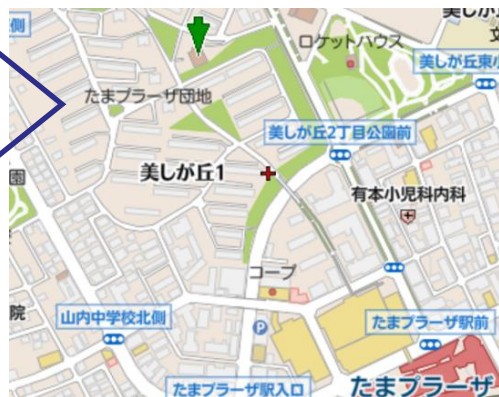 美しが丘
文
側
ロケットハウス
美しが丘東小
たまプラーザ団地
美しが丘2丁目公園前
園
美しが丘1
有本小児科内科
コープ
院
山内中学校北側
P
たまプラーザ駅前
たまプラーザ駅入口
たまプラーザ